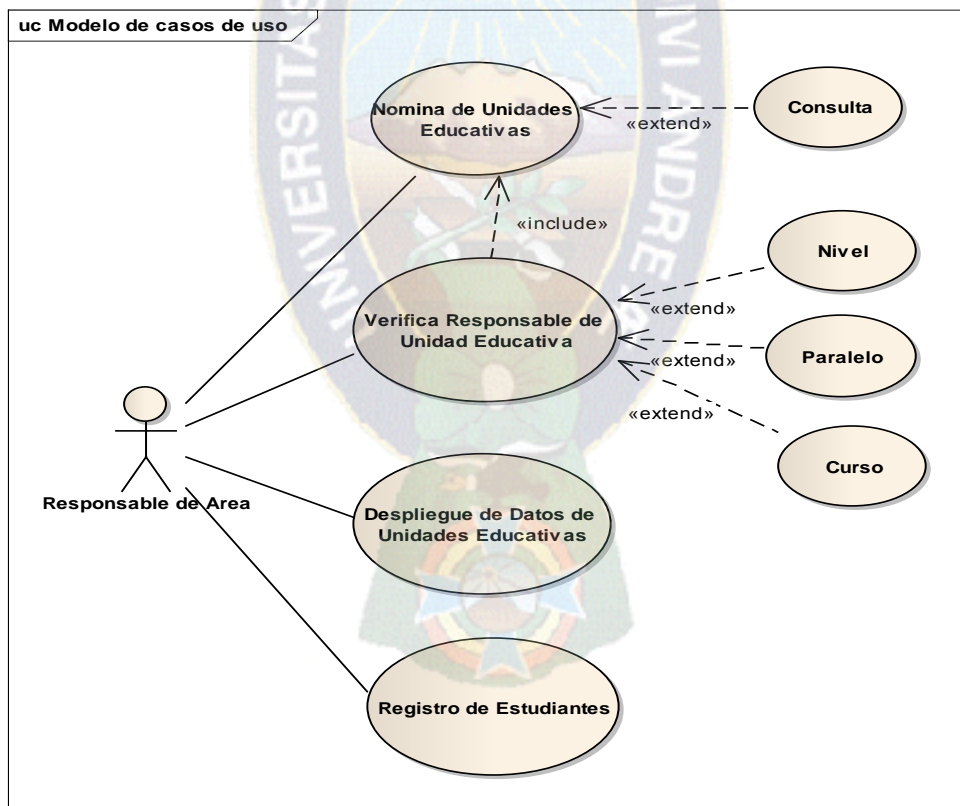 uc Modelo de casos de uso
Nomina de Unidades
Educativas
«extend»
Consulta
«include»
Nivel
«extend»
Verifica Responsable de
Unidad Educativa
«extend»
Paralelo
«extend»
Curso
Responsable de Area
Despliegue de Datos de
Unidades Educativas
Registro de Estudiantes